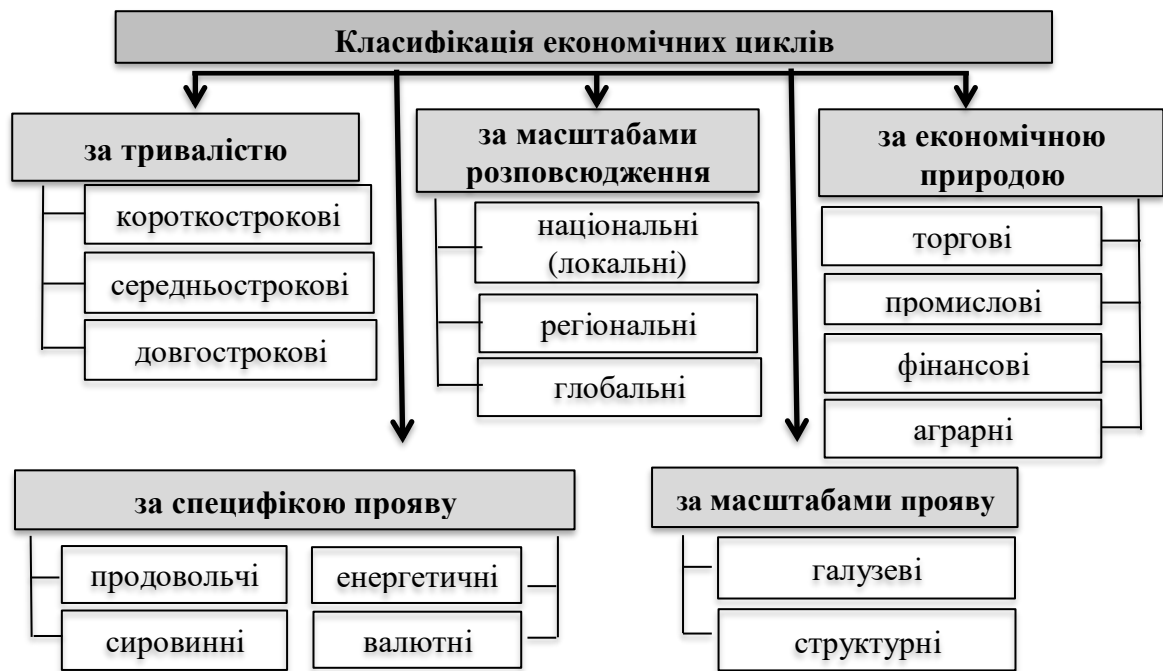 Класифікація економічних циклів
за тривалістю
короткострокові
середньострокові
довгострокові
за масштабами
розповсюдження
національні
(локальні)
регіональні
глобальні
за економічною
природою
торгові
промислові
фінансові
аграрні
за специфікою прояву
продовольчі
енергетичні
сировинні
валютні
за масштабами прояву
галузеві
структурні